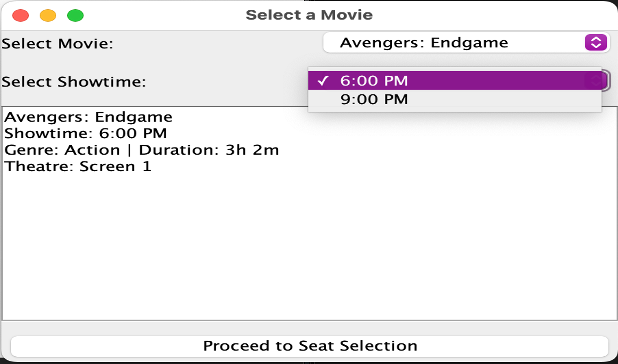 Select a Movie
Select Movie: Avengers: Endgame
Select Showtime: ✓ 6:00 PM
9:00 PM
Avengers: Endgame
Showtime: 6:00 PM
Genre: Action | Duration: 3h 2m
Theatre: Screen 1
Proceed to Seat Selection